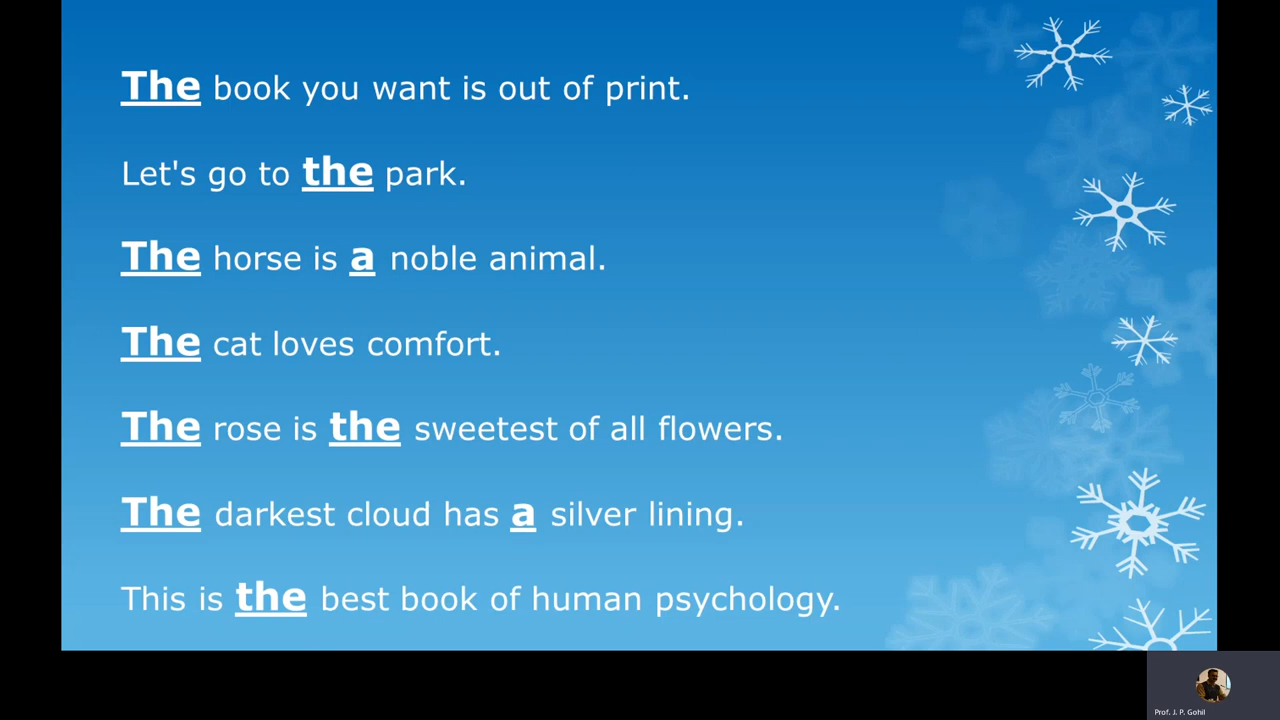 The book you want is out of print.
Let's go to the park.
The horse is a noble animal.
The cat loves comfort.
The rose is the sweetest of all flowers.
The darkest cloud has a silver lining.
This is the best book of human psychology.
Prof. J. P. Gohil